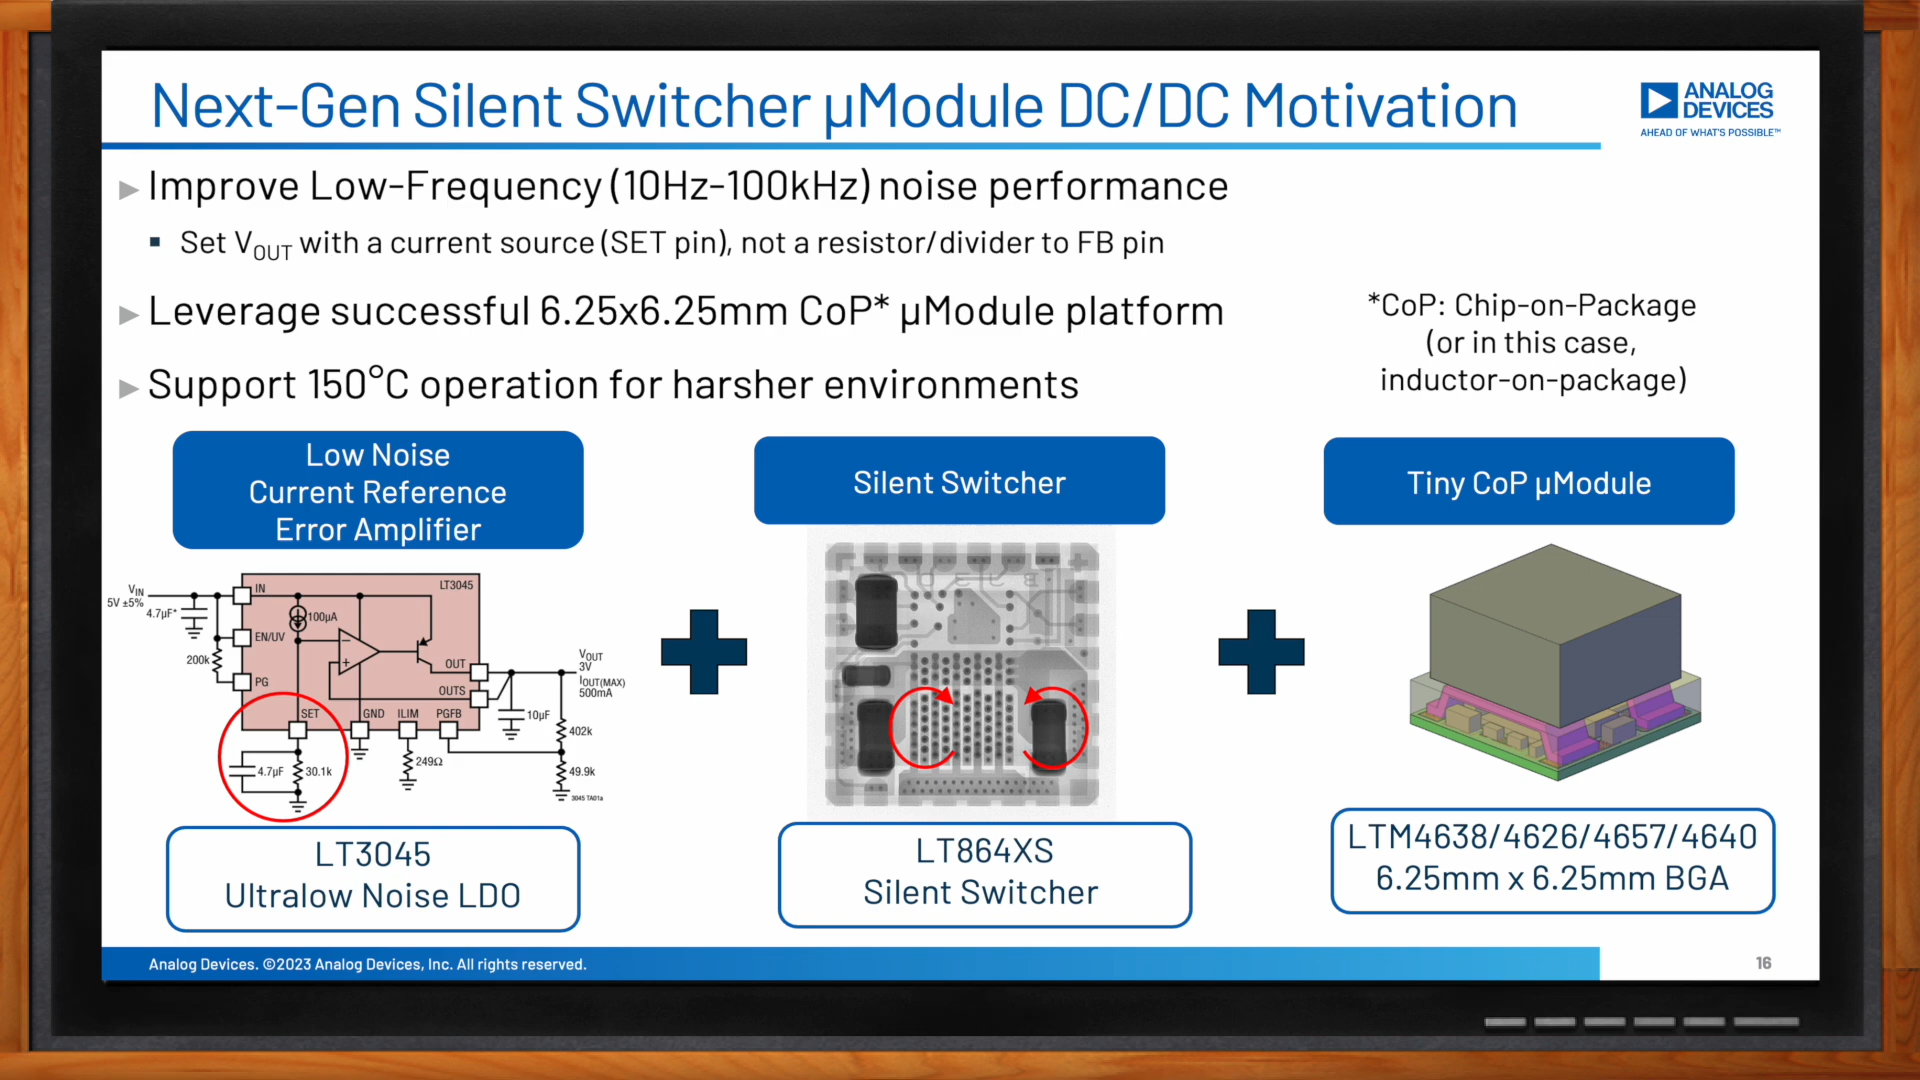 Next-Gen Silent Switcher µModule DC/DC Motivation
ANALOG
DEVICES
AHEAD OF WHAT'S POSSIBLE™
Improve Low-Frequency (10Hz-100kHz) noise performance
Set VOUT with a current source (SET pin), not a resistor/divider to FB pin
Leverage successful 6.25x6.25mm CoP* µModule platform
Support 150°C operation for harsher environments
*CoP: Chip-on-Package
(or in this case,
inductor-on-package)
Low Noise
Current Reference
Error Amplifier
Silent Switcher
Tiny CoP µModule
VIN
5V ±5%
4.7µF*
IN
LT3045
100µA
EN/UV
200k
PG
OUT
OUTS
VOUT
3V
IOUT(MAX)
500mA
SET
GND
ILIM
PGFB
10µF
402k
4.7µF
30.1k
249Ω
49.9k
3045 TA01a
LT3045
Ultralow Noise LDO
LT864XS
Silent Switcher
LTM4638/4626/4657/4640
6.25mm x 6.25mm BGA
Analog Devices. ©2023 Analog Devices, Inc. All rights reserved.
16